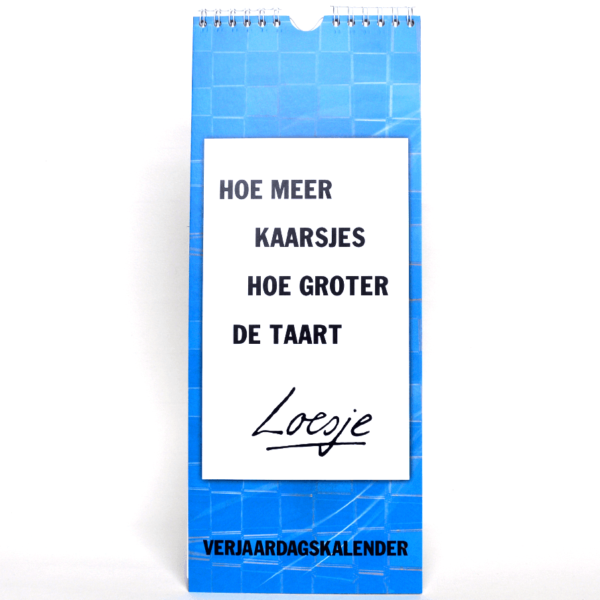 HOE MEER
KAARSJES
HOE GROTER
DE TAART
Loesje
VERJAARDAGSKALENDER